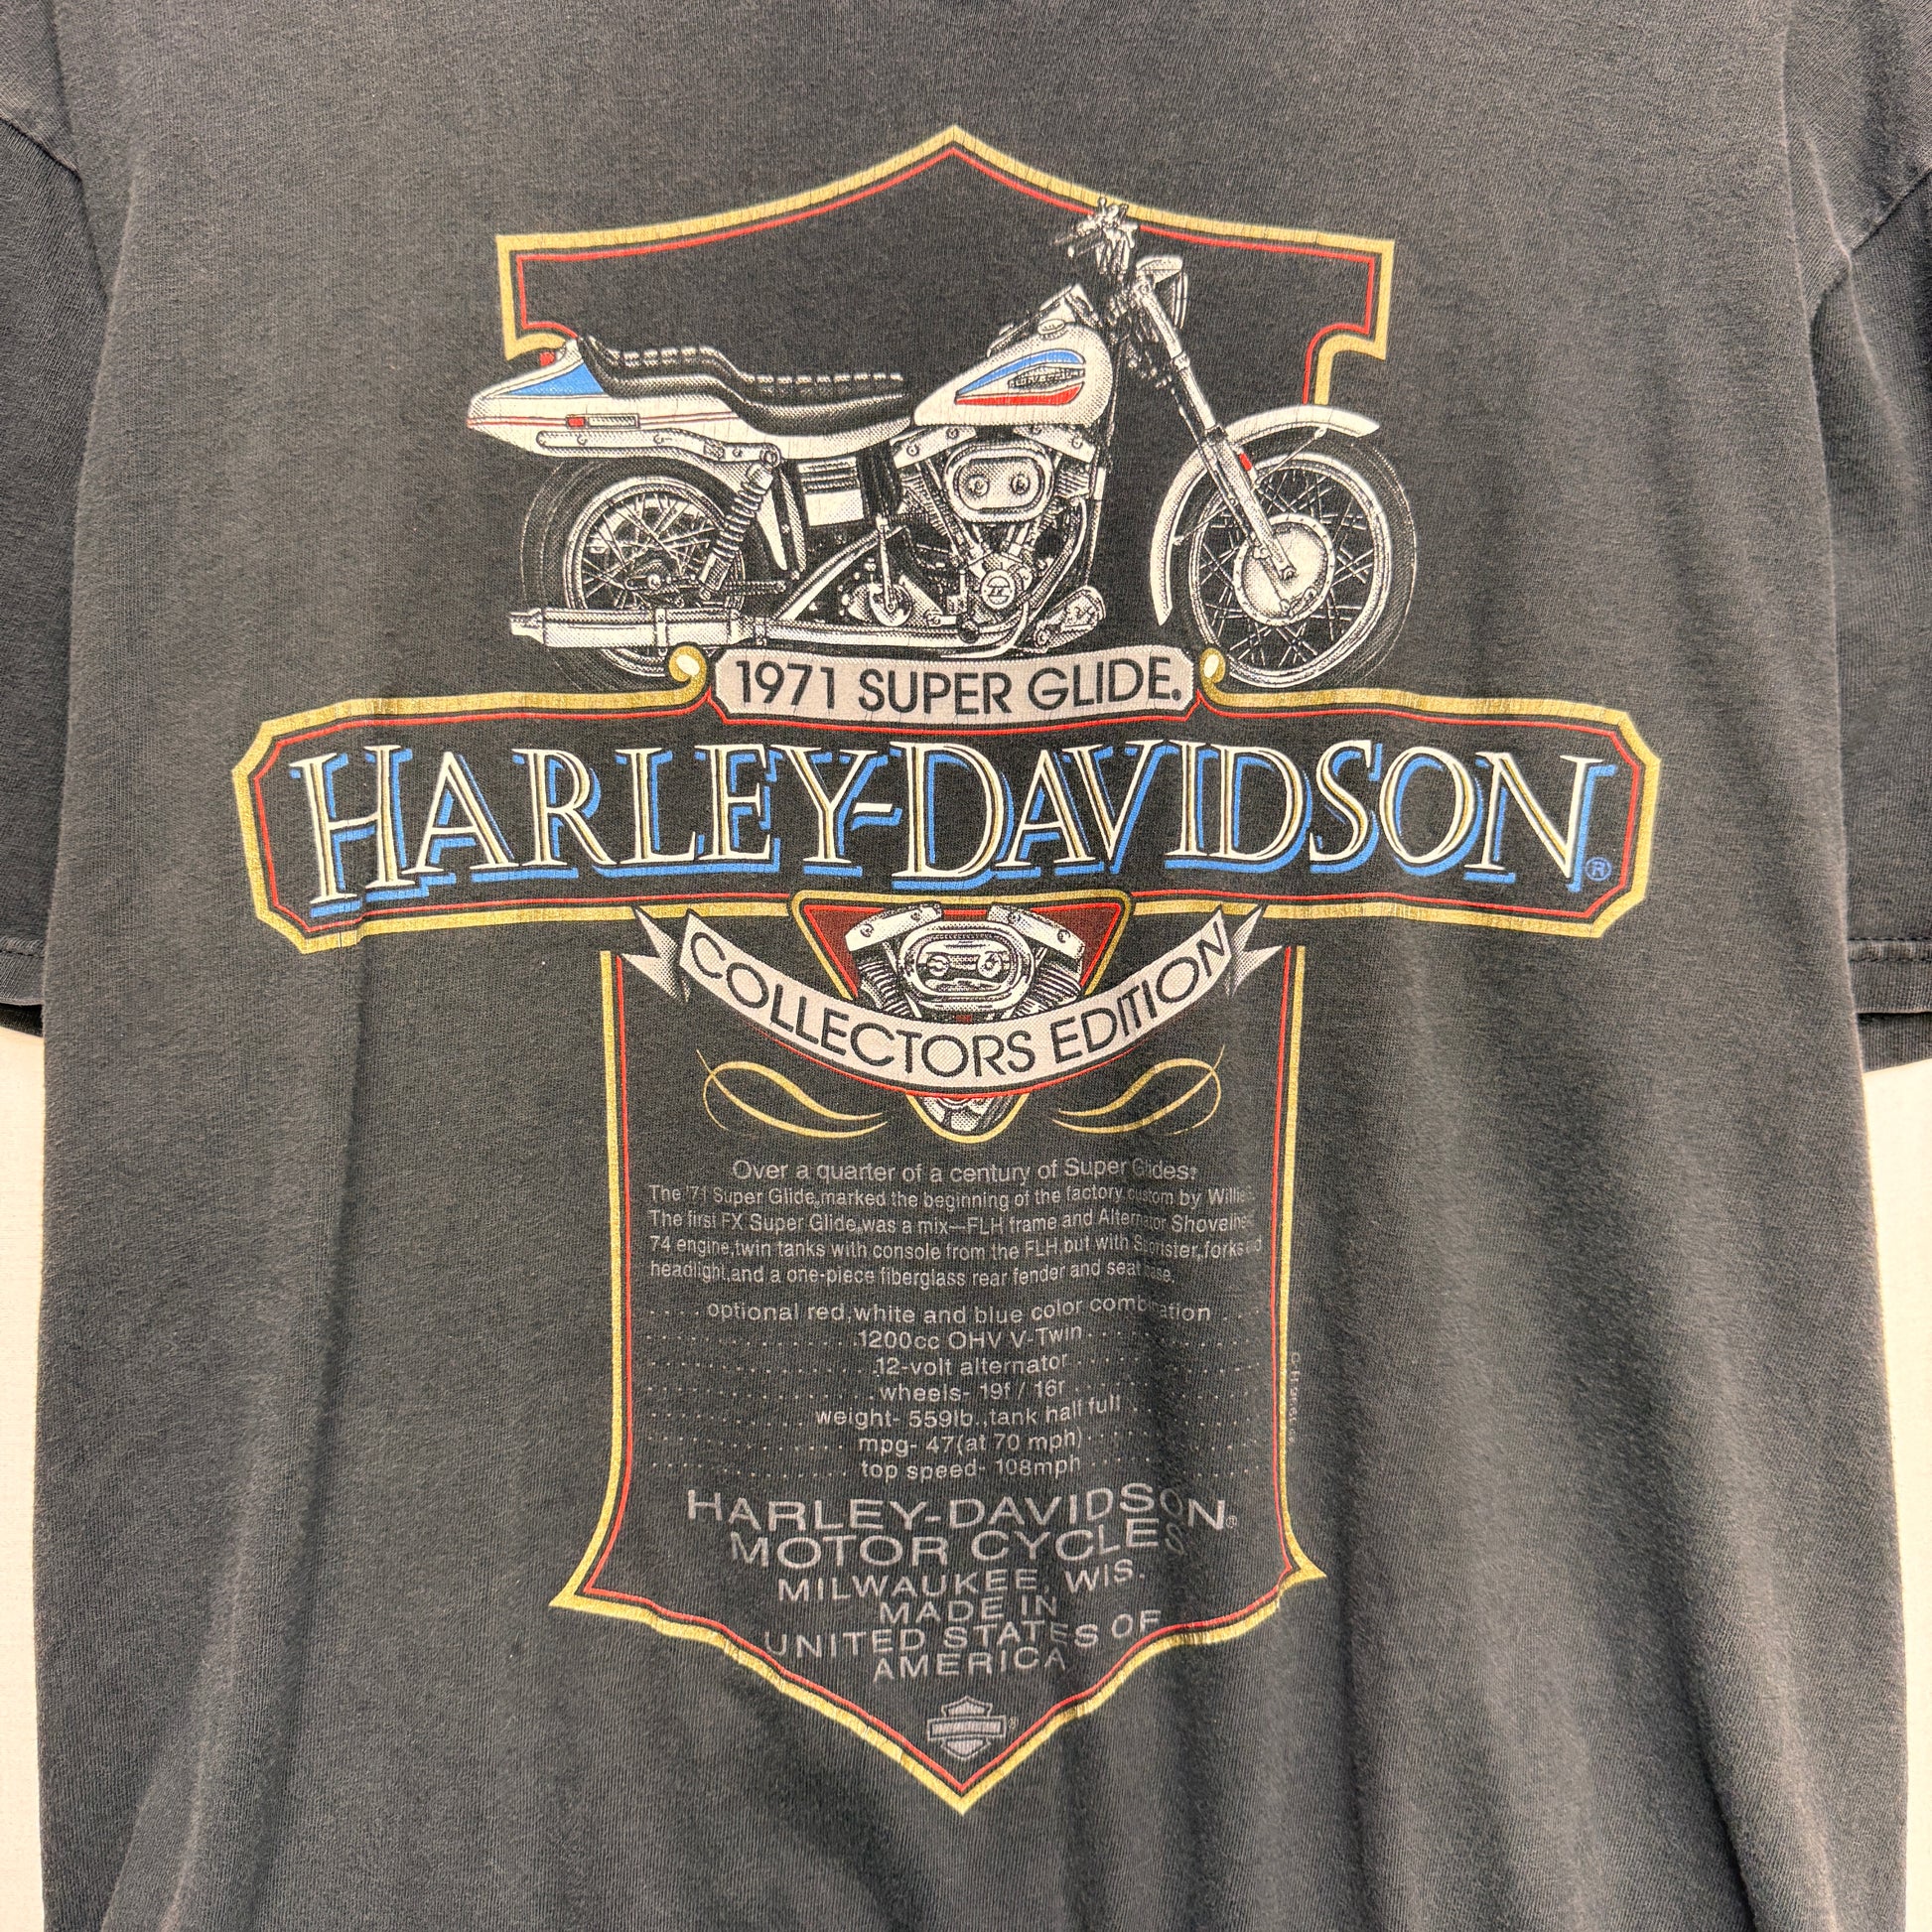 1971 SUPER GLIDE®
HARLEY-DAVIDSON®
COLLECTORS EDITION
Over a quarter of a century of Super Glides®
The '71 Super Glide® marked the beginning of the factory custom by Willie
The first FX Super Glide® was a mix—FLH frame and Alternator
74 engine, twin tanks with console from the FLH, but with forks
headlight, and a one-piece fiberglass rear fender and seat base.
....optional red, white and blue color combination....
..............1200cc OHV V-Twin..............
..............12-volt alternator..............
..............wheels- 19f / 16r..............
............weight- 559lb., tank half full............
..............mpg- 47(at 70 mph)..............
..............top speed- 108mph..............
HARLEY-DAVIDSON®
MOTOR CYCLES
MILWAUKEE, WIS.
MADE IN
UNITED STATES OF
AMERICA